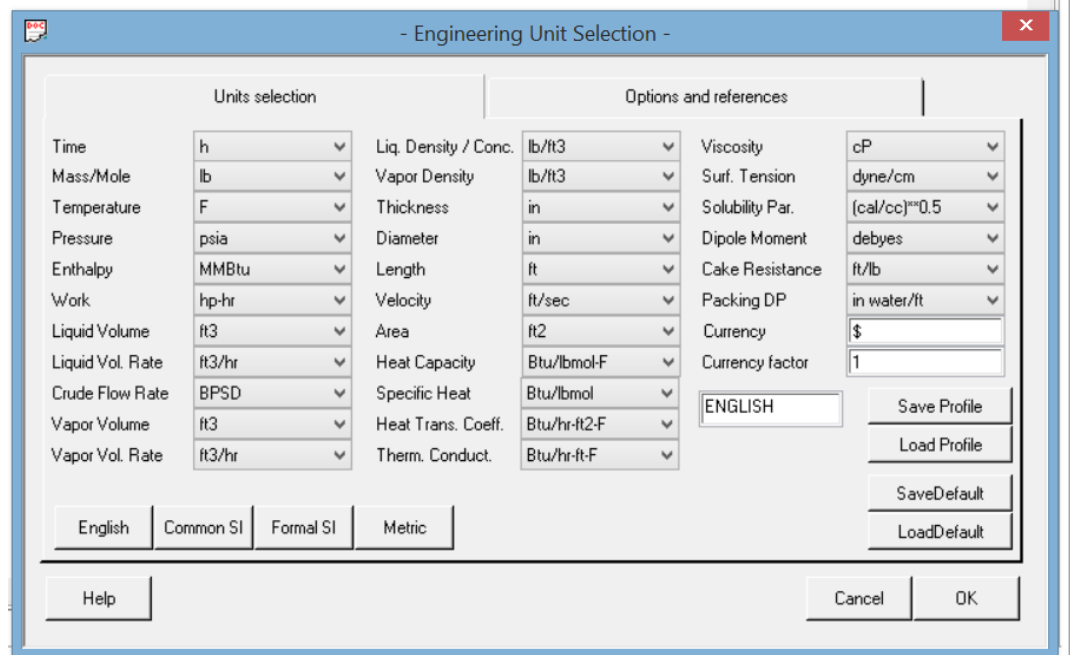 DOC
- Engineering Unit Selection -
Units selection
Options and references
Time h Liq. Density / Conc. lb/ft3 Viscosity cP
Mass/Mole lb Vapor Density lb/ft3 Surf. Tension dyne/cm
Temperature F Thickness in Solubility Par. (cal/cc)**0.5
Pressure psia Diameter in Dipole Moment debyes
Enthalpy MMBtu Length ft Cake Resistance ft/lb
Work hp-hr Velocity ft/sec Packing DP in water/ft
Liquid Volume ft3 Area ft2 Currency $
Liquid Vol. Rate ft3/hr Heat Capacity Btu/lbmol-F Currency factor 1
Crude Flow Rate BPSD Specific Heat Btu/lbmol ENGLISH Save Profile
Vapor Volume ft3 Heat Trans. Coeff. Btu/hr-ft2-F
Vapor Vol. Rate ft3/hr Therm. Conduct. Btu/hr-ft-F Load Profile
SaveDefault
English Common SI Formal SI Metric LoadDefault
Help Cancel OK